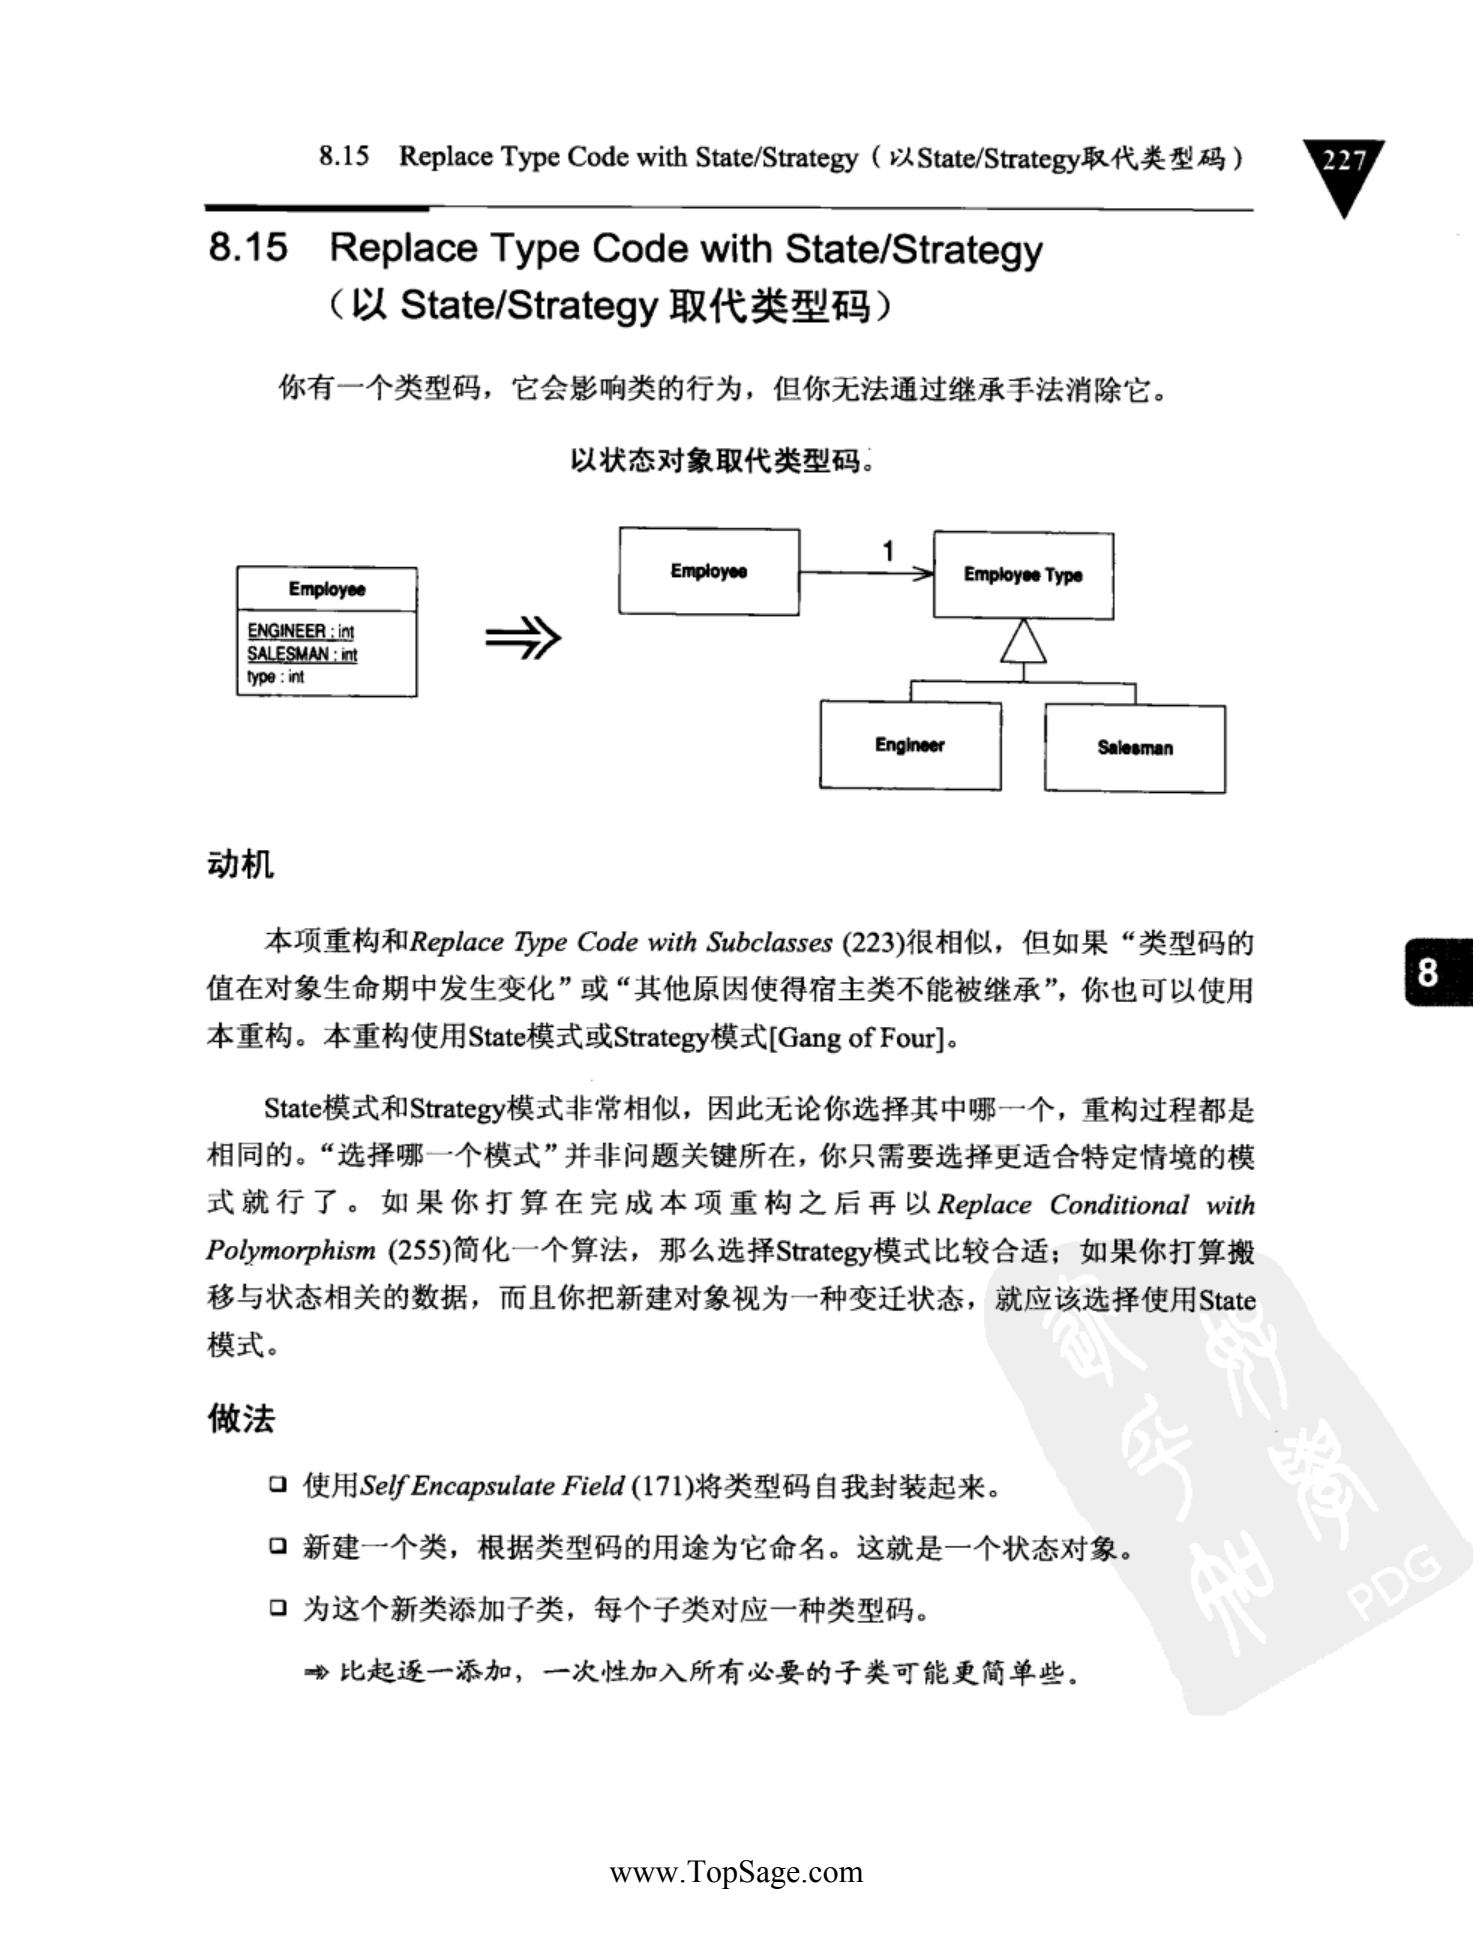 8.15 Replace Type Code with State/Strategy（以State/Strategy取代类型码）
227
8.15 Replace Type Code with State/Strategy
（以 State/Strategy 取代类型码）
你有一个类型码，它会影响类的行为，但你无法通过继承手法消除它。
以状态对象取代类型码。
Employee
ENGINEER : int
SALESMAN : int
type : int
Employee
1
Employee Type
Engineer
Salesman
动机
本项重构和Replace Type Code with Subclasses (223)很相似，但如果“类型码的
值在对象生命期中发生变化”或“其他原因使得宿主类不能被继承”，你也可以使用
本重构。本重构使用State模式或Strategy模式[Gang of Four]。
8
State模式和Strategy模式非常相似，因此无论你选择其中哪一个，重构过程都是
相同的。“选择哪一个模式”并非问题关键所在，你只需要选择更适合特定情境的模
式就行了。如果你打算在完成本项重构之后再以Replace Conditional with
Polymorphism (255)简化一个算法，那么选择Strategy模式比较合适；如果你打算搬
移与状态相关的数据，而且你把新建对象视为一种变迁状态，就应该选择使用State
模式。
做法
❑ 使用Self Encapsulate Field (171)将类型码自我封装起来。
❑ 新建一个类，根据类型码的用途为它命名。这就是一个状态对象。
❑ 为这个新类添加子类，每个子类对应一种类型码。
⇒ 比起逐一添加，一次性加入所有必要的子类可能更简单些。
PDG
www.TopSage.com